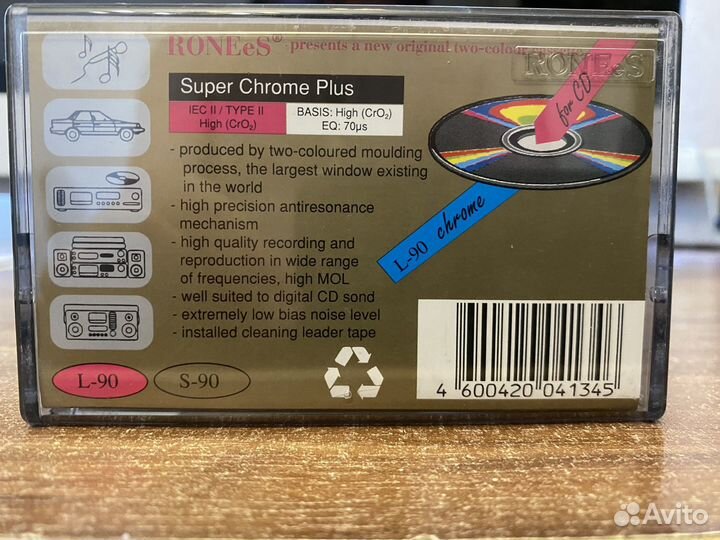 RONEeS® presents a new original two-colour cassette
RONEeS
Super Chrome Plus
IEC II / TYPE II
High (CrO₂)
BASIS: High (CrO₂)
EQ: 70µs
for CD
- produced by two-coloured moulding
process, the largest window existing
in the world
- high precision antiresonance
mechanism
- high quality recording and
reproduction in wide range
of frequencies, high MOL
- well suited to digital CD sond
- extremely low bias noise level
- installed cleaning leader tape
L-90 chrome
L-90
S-90
4 600420 041345
Avito